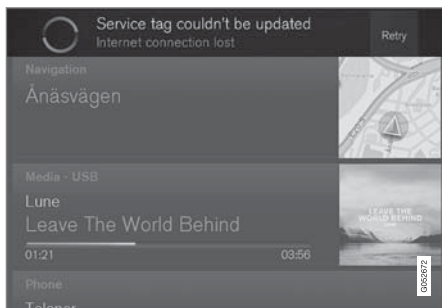 Service tag couldn't be updated
Internet connection lost
Retry
Navigation
Ånäsvägen
Media - USB
Lune
Leave The World Behind
01:21
03:56
LEAVE THE
WORLD BEHIND
Phone
Telenor
G052672